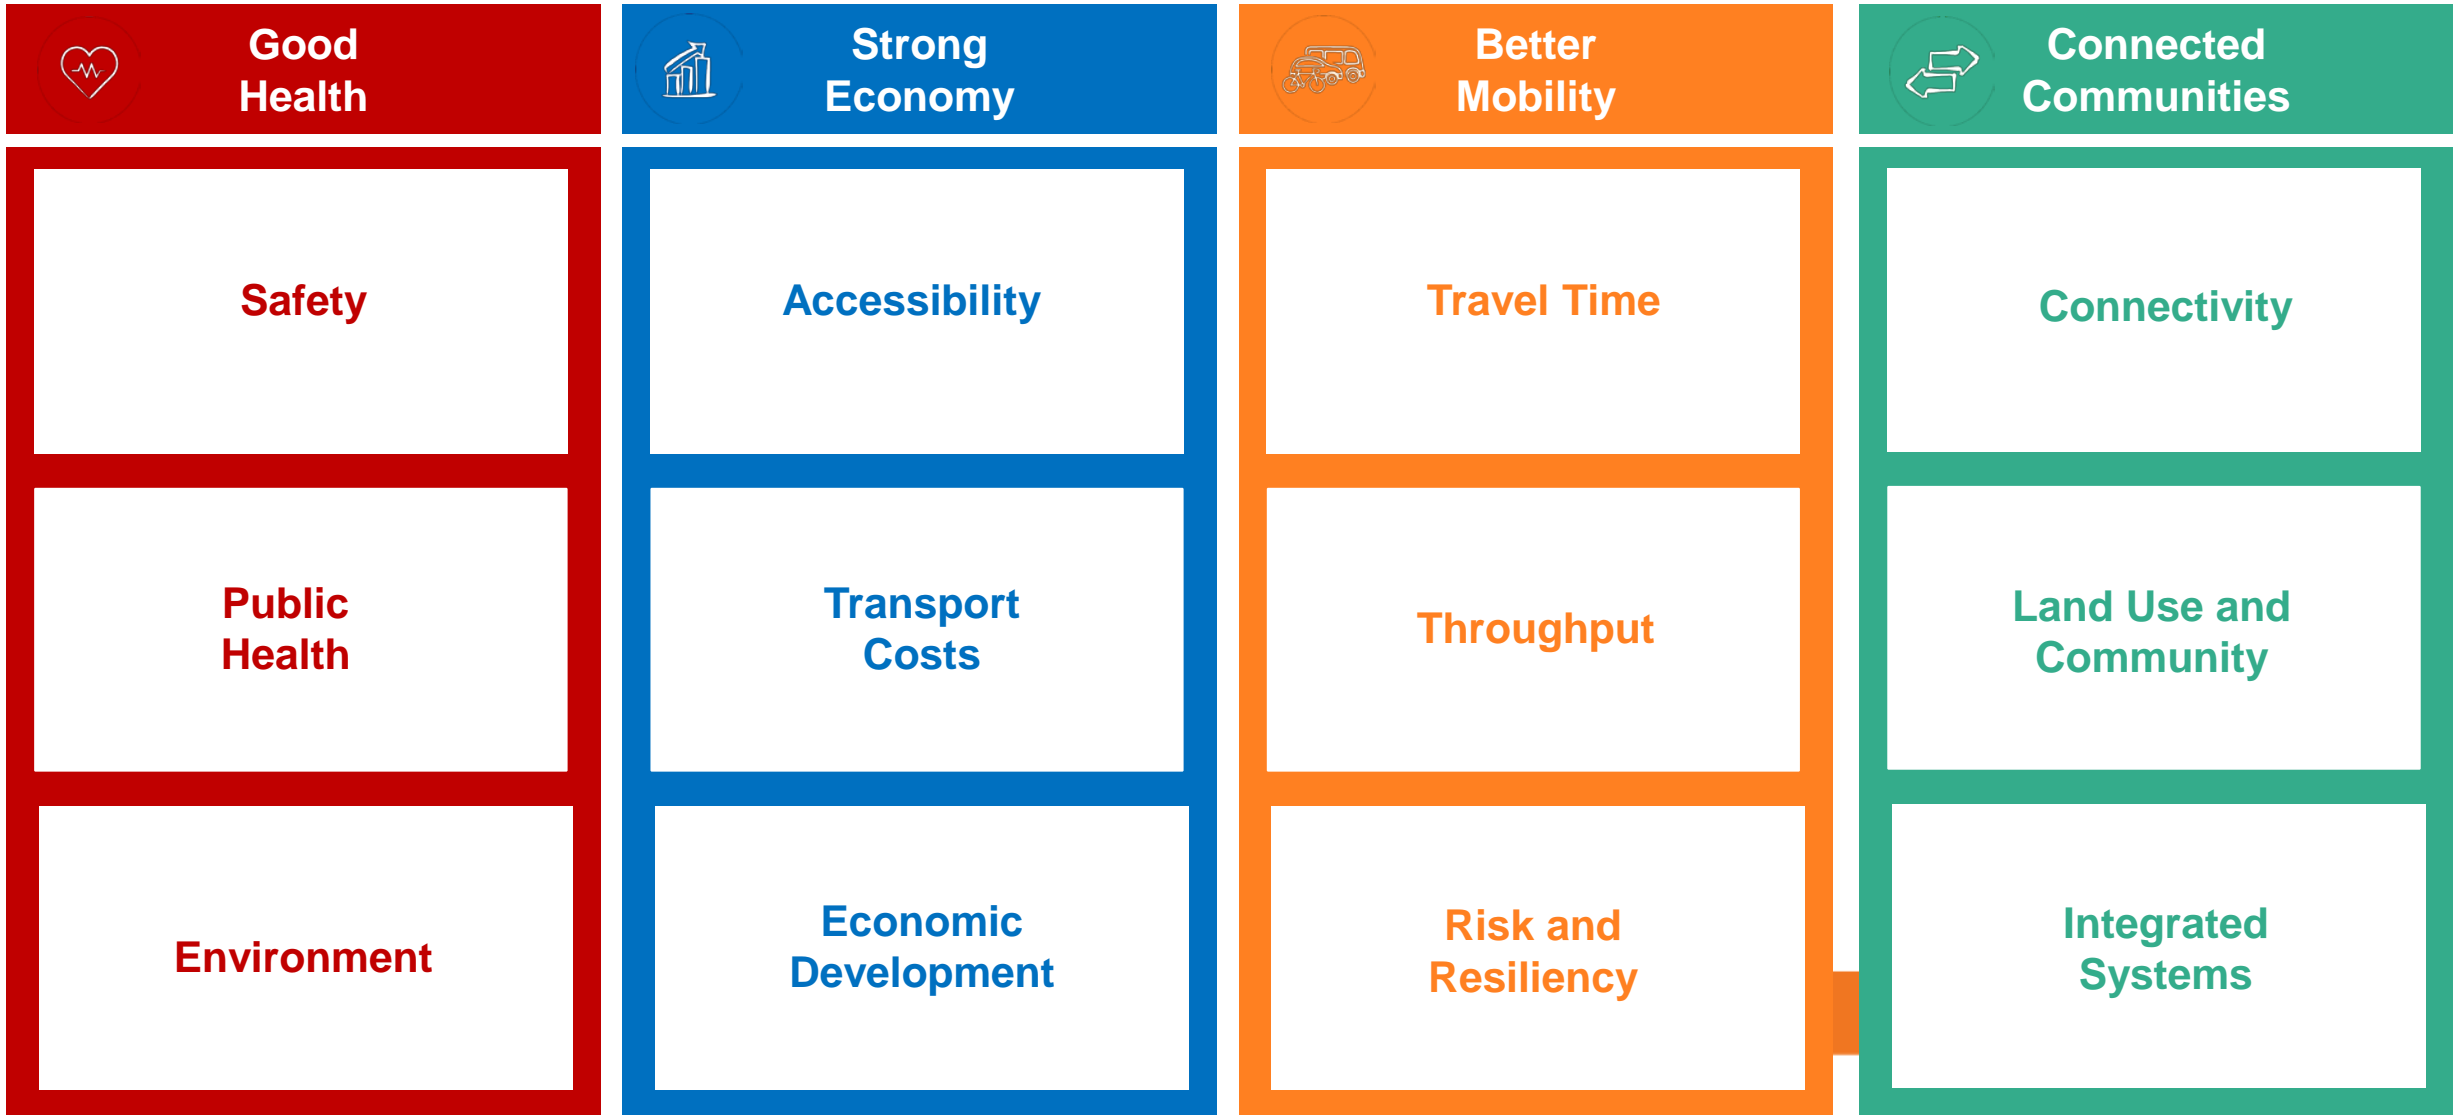 Good
Health
Strong
Economy
Better
Mobility
Connected
Communities
Safety
Accessibility
Travel Time
Connectivity
Public
Health
Transport
Costs
Throughput
Land Use and
Community
Environment
Economic
Development
Risk and
Resiliency
Integrated
Systems